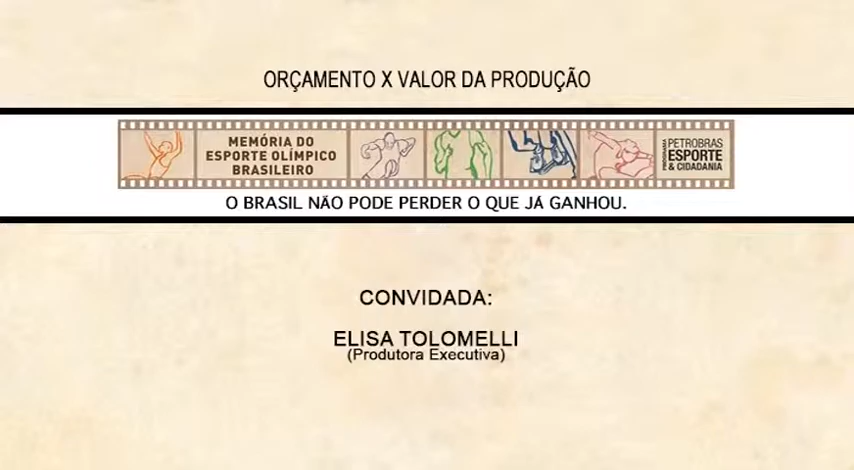 ORÇAMENTO X VALOR DA PRODUÇÃO
MEMÓRIA DO
ESPORTE OLÍMPICO
BRASILEIRO
PROGRAMA
PETROBRAS
ESPORTE
& CIDADANIA
O BRASIL NÃO PODE PERDER O QUE JÁ GANHOU.
CONVIDADA:
ELISA TOLOMELLI
(Produtora Executiva)